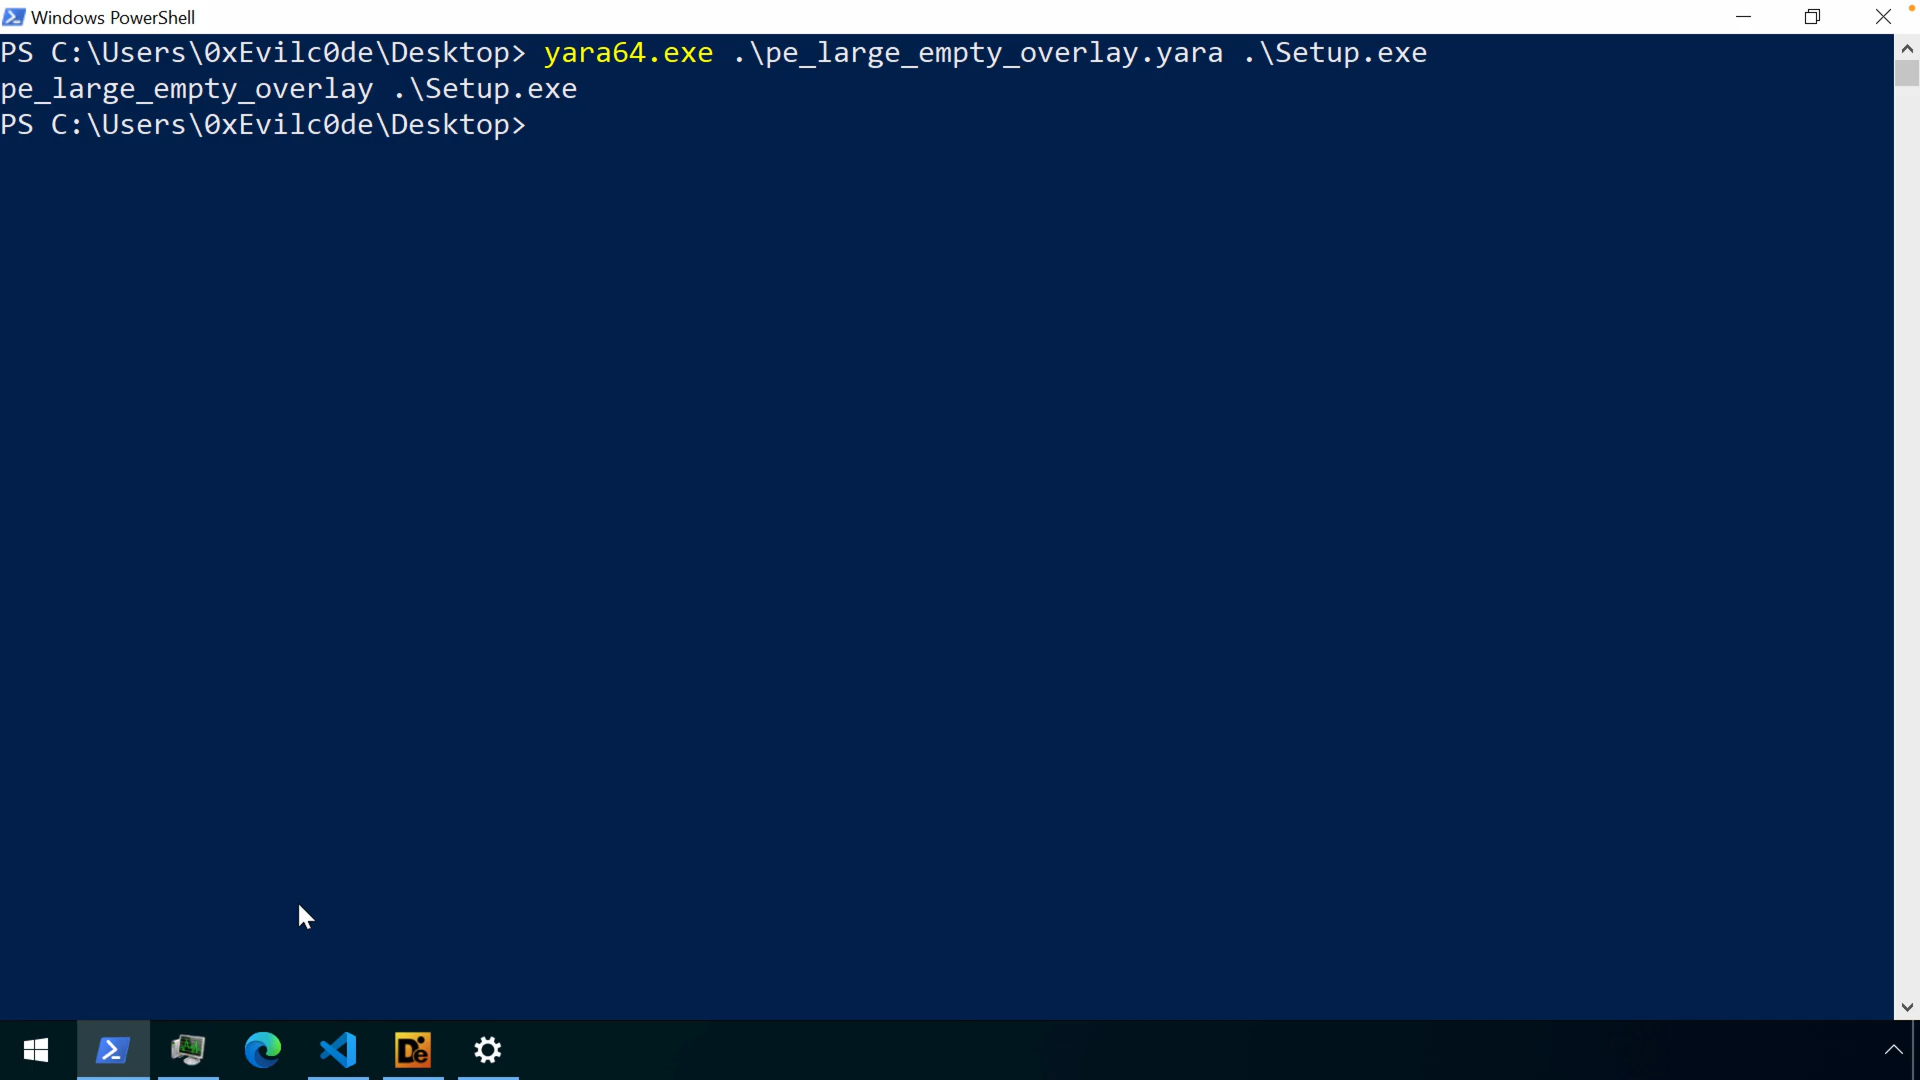 Windows PowerShell
PS C:\Users\0xEvilc0de\Desktop> yara64.exe .\pe_large_empty_overlay.yara .\Setup.exe
pe_large_empty_overlay .\Setup.exe
PS C:\Users\0xEvilc0de\Desktop>
De